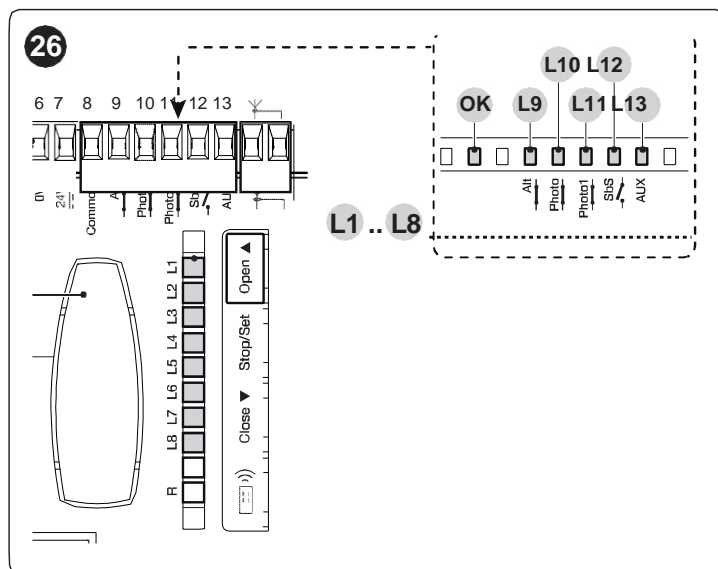 26
L10 L12
OK L9 L11 L13
6 7 8 9 10 11 12 13
Alt Photo Photo1 SbS AUX
0V 24V Commo A Phot Photo Sb AU
L1 .. L8
L1
L2
L3
L4
L5
L6
L7
L8
R
Open ▲
Stop/Set
Close ▼